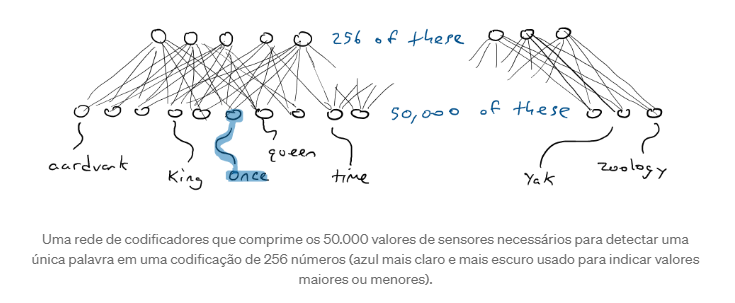 256 of these
50,000 of these
aardvark
King
once
queen
time
Yak
zoology
Uma rede de codificadores que comprime os 50.000 valores de sensores necessários para detectar uma
única palavra em uma codificação de 256 números (azul mais claro e mais escuro usado para indicar valores
maiores ou menores).